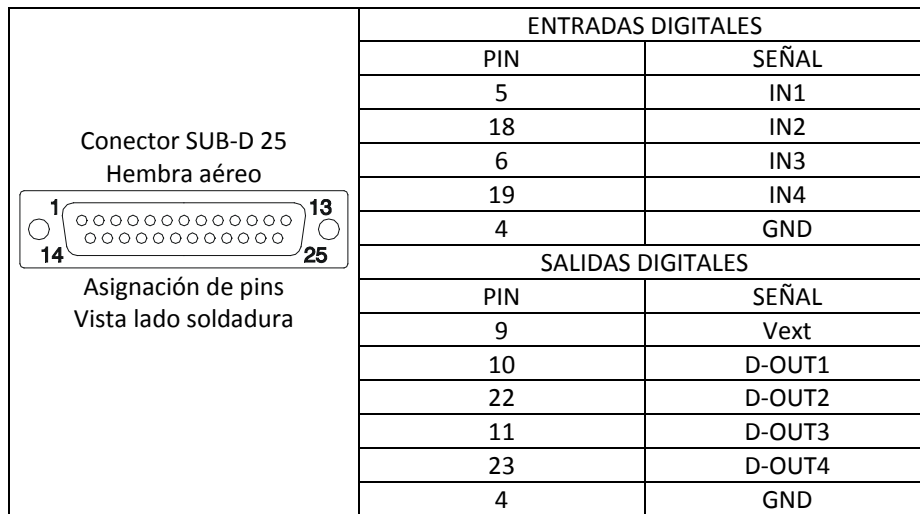 Conector SUB-D 25
Hembra aéreo
1 13
14 25
Asignación de pins
Vista lado soldadura
ENTRADAS DIGITALES
PIN SEÑAL
5 IN1
18 IN2
6 IN3
19 IN4
4 GND
SALIDAS DIGITALES
PIN SEÑAL
9 Vext
10 D-OUT1
22 D-OUT2
11 D-OUT3
23 D-OUT4
4 GND